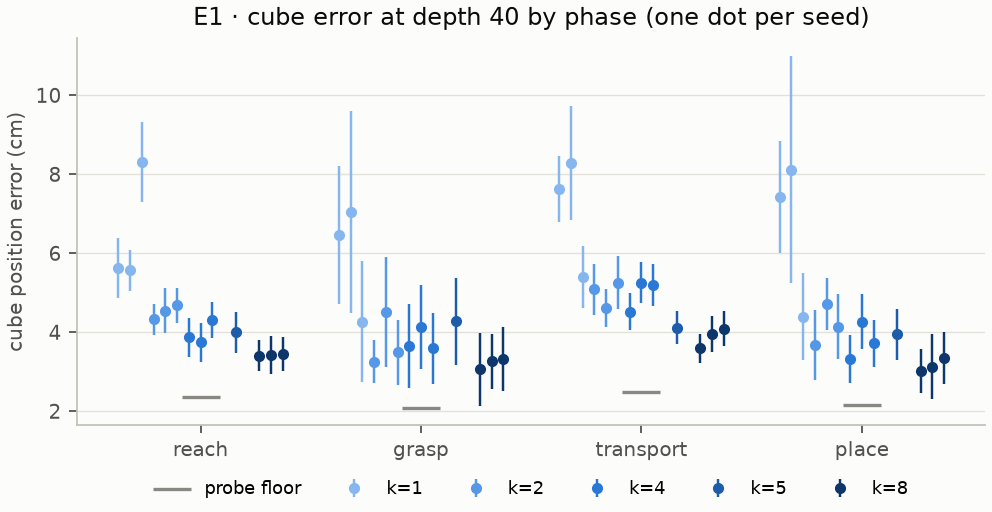 E1 · cube error at depth 40 by phase (one dot per seed)
cube position error (cm)
10
8
6
4
2
reach grasp transport place
probe floor k=1 k=2 k=4 k=5 k=8